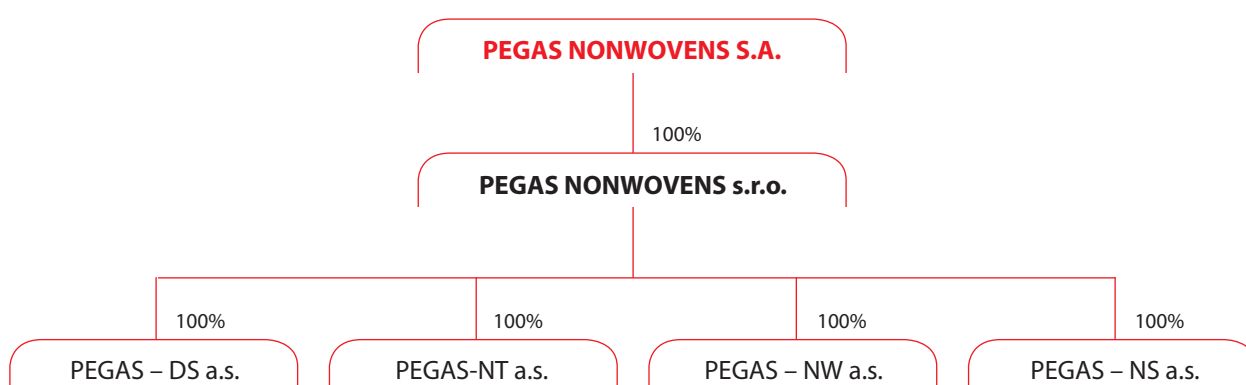 PEGAS NONWOVENS S.A.
100%
PEGAS NONWOVENS s.r.o.
100% 100% 100% 100%
PEGAS – DS a.s. PEGAS-NT a.s. PEGAS – NW a.s. PEGAS – NS a.s.